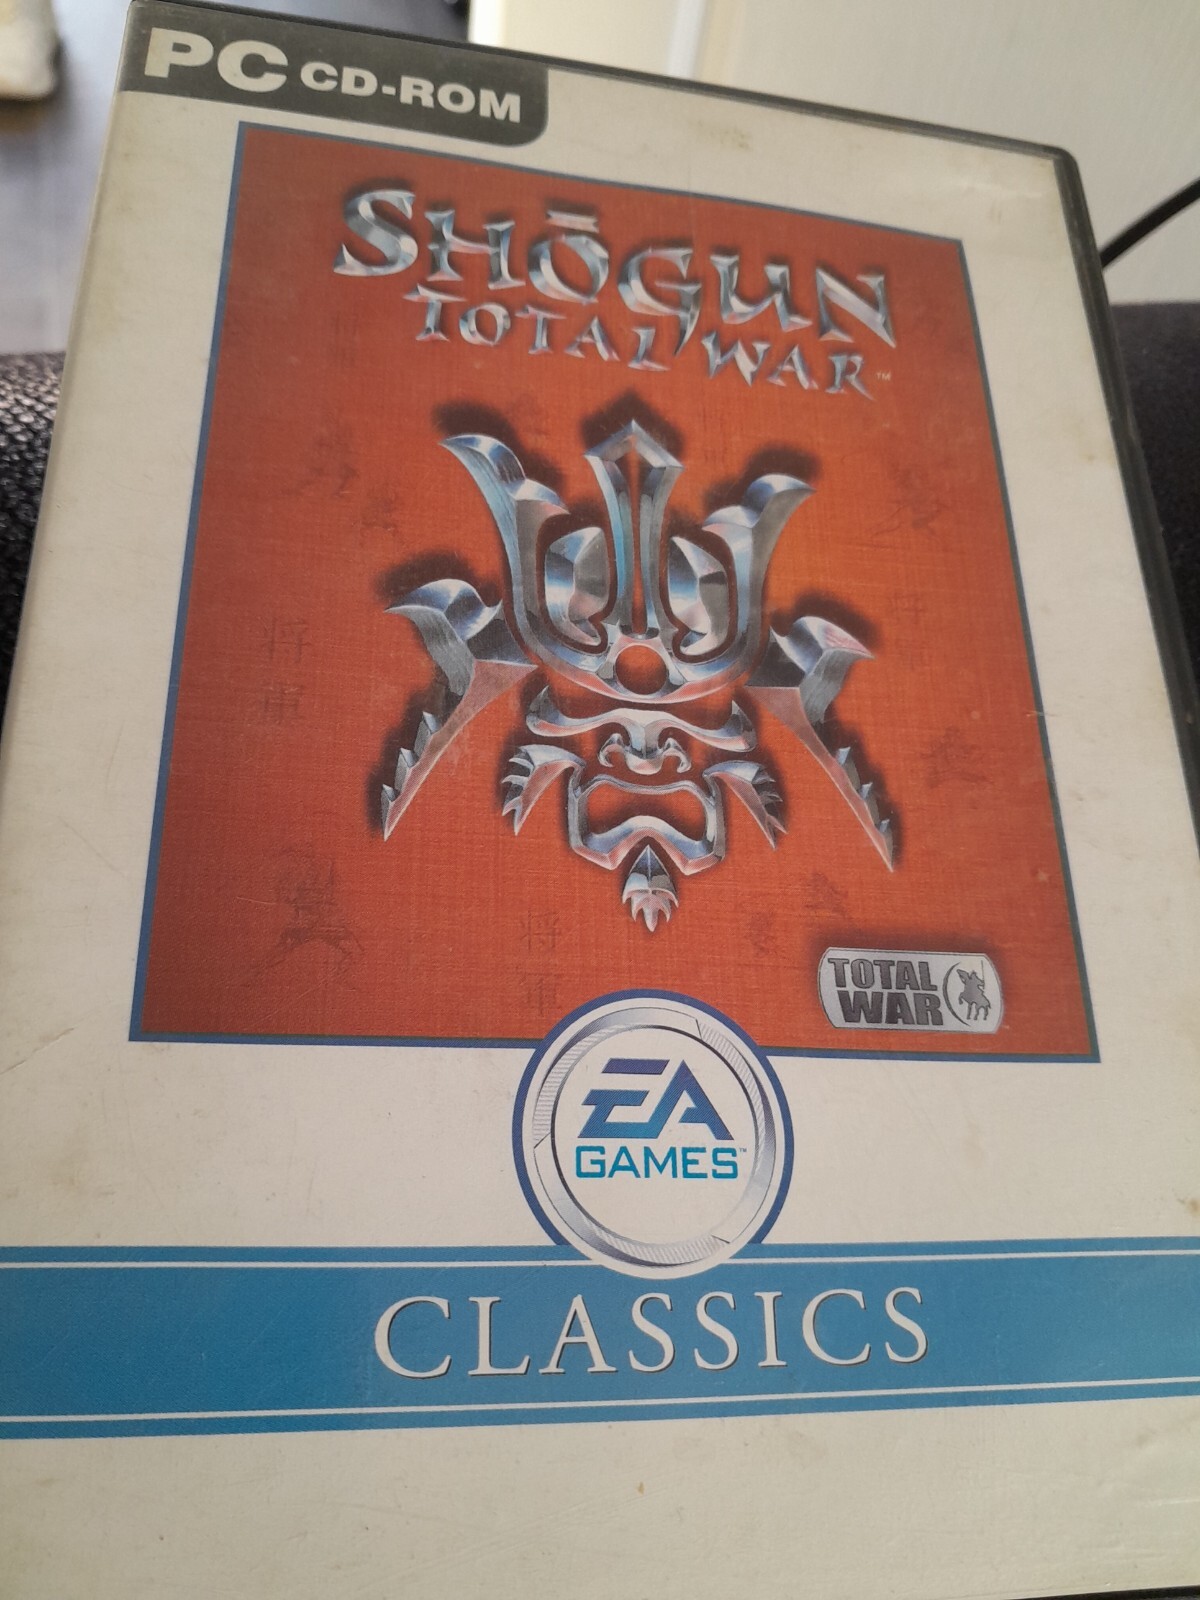 PC CD-ROM
SHŌGUN
TOTAL WAR™
将
軍
将
軍
TOTAL
WAR
EA
GAMES™
CLASSICS